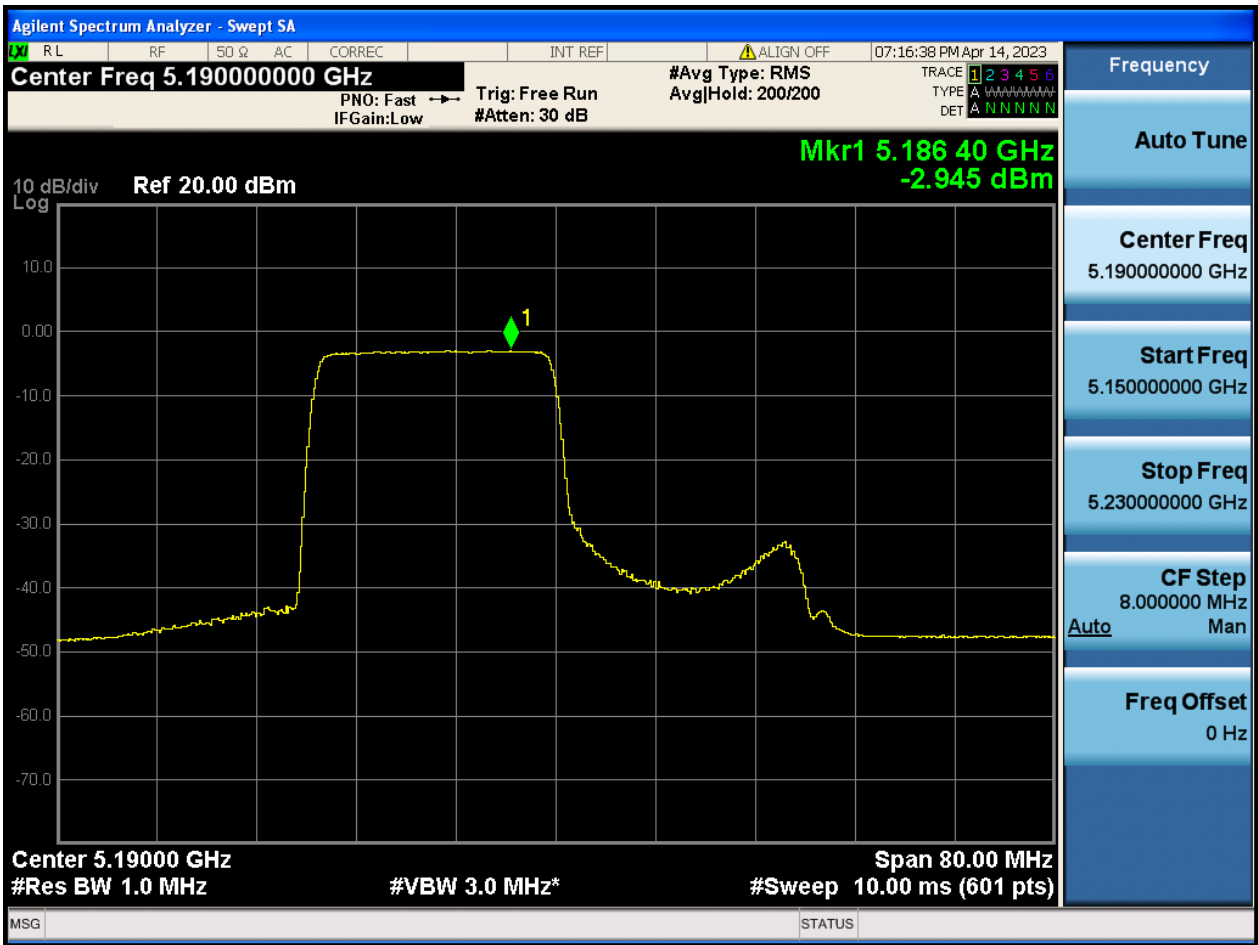 Agilent Spectrum Analyzer - Swept SA
LXI RL RF 50 Ω AC CORREC INT REF ALIGN OFF 07:16:38 PM Apr 14, 2023
Center Freq 5.190000000 GHz
PNO: Fast
IFGain:Low
Trig: Free Run
#Atten: 30 dB
#Avg Type: RMS
Avg|Hold: 200/200
TRACE 1 2 3 4 5 6
TYPE A
DET A N N N N N
Mkr1 5.186 40 GHz
-2.945 dBm
10 dB/div Ref 20.00 dBm
Log
10.0
0.00
-10.0
-20.0
-30.0
-40.0
-50.0
-60.0
-70.0
1
Center 5.19000 GHz Span 80.00 MHz
#Res BW 1.0 MHz #VBW 3.0 MHz* #Sweep 10.00 ms (601 pts)
MSG STATUS
Frequency
Auto Tune
Center Freq
5.190000000 GHz
Start Freq
5.150000000 GHz
Stop Freq
5.230000000 GHz
CF Step
8.000000 MHz
Auto Man
Freq Offset
0 Hz